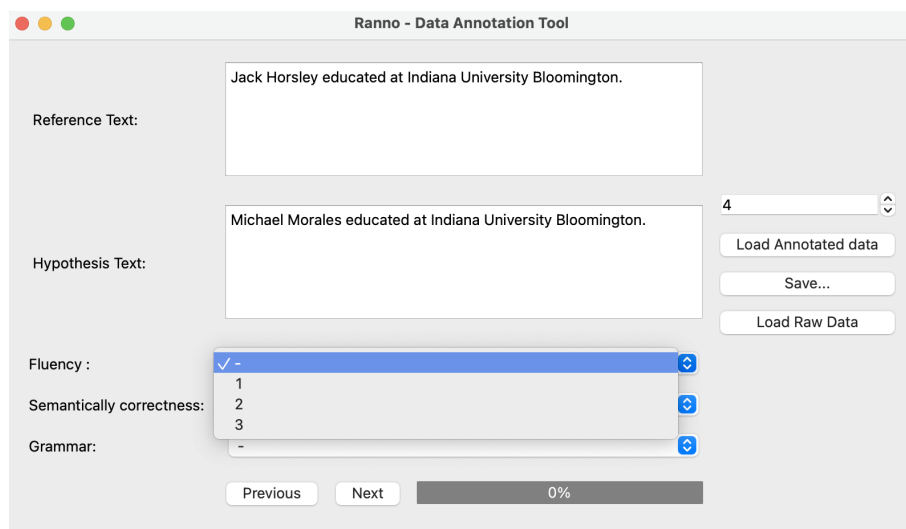 Ranno - Data Annotation Tool
Reference Text:
Jack Horsley educated at Indiana University Bloomington.
Hypothesis Text:
Michael Morales educated at Indiana University Bloomington.
4
Load Annotated data
Save...
Load Raw Data
Fluency :
✓ -
1
2
3
Semantically correctness:
Grammar:
-
Previous
Next
0%